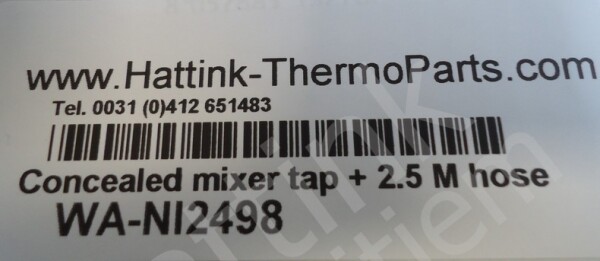 www.Hattink-ThermoParts.com
Tel. 0031 (0)412 651483
Concealed mixer tap + 2.5 M hose
WA-NI2498